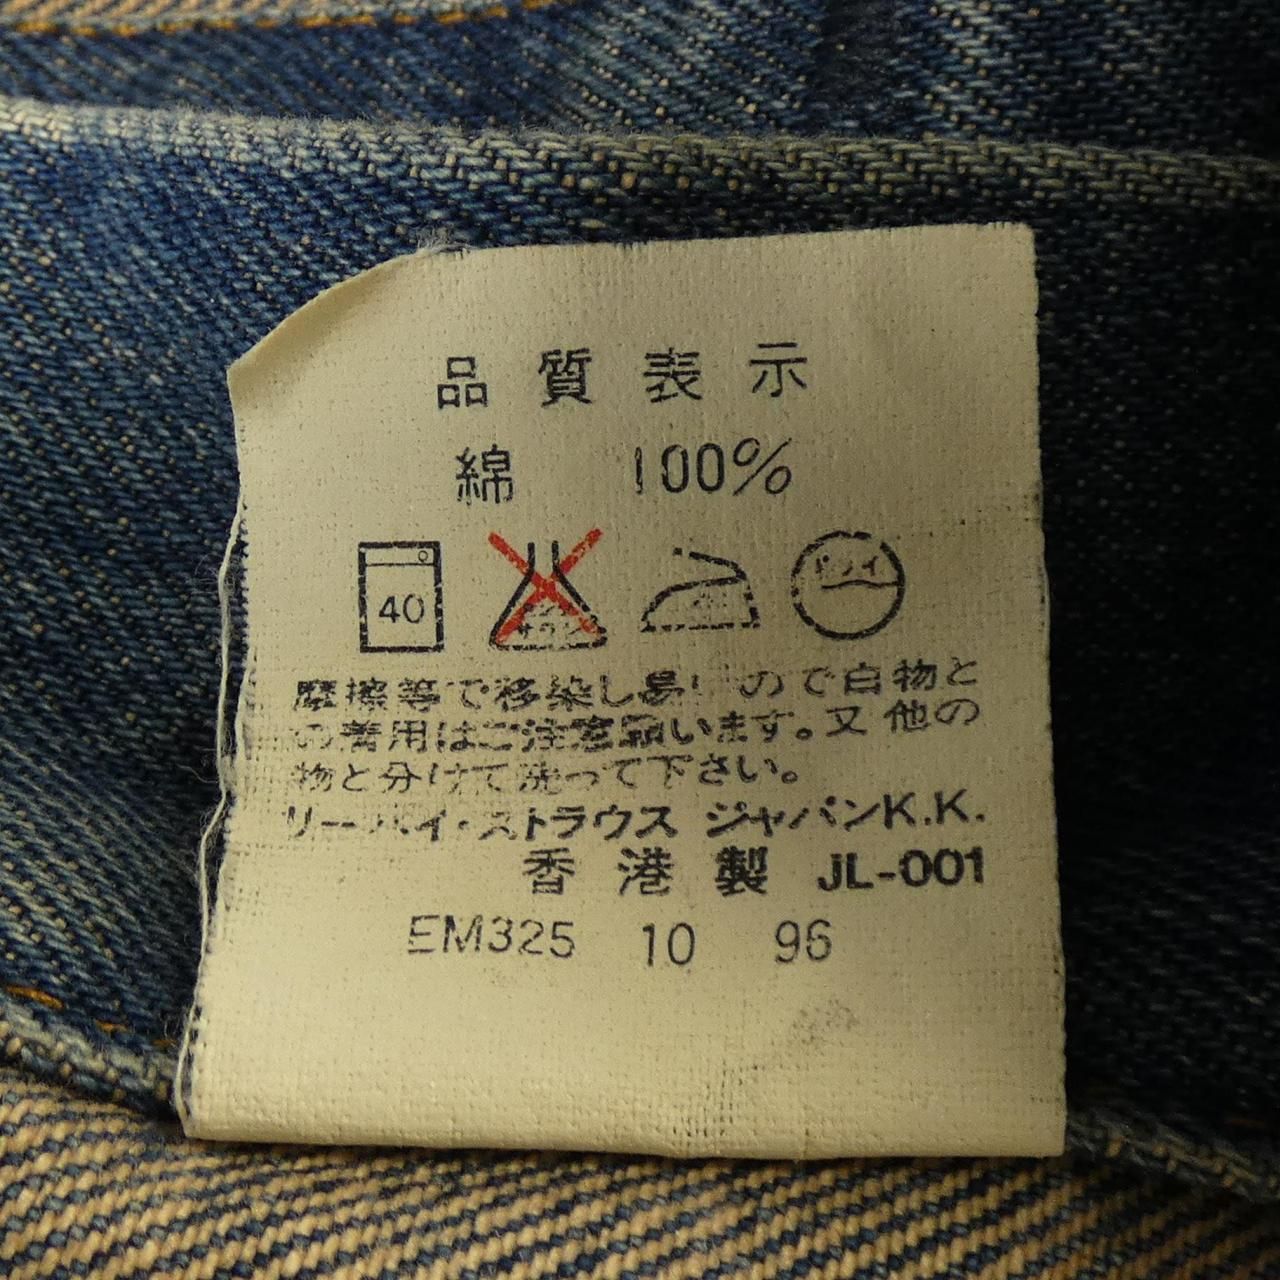 品質表示
綿 100%
40 ドライ
摩擦等で移染し易いので白物と
の着用はご注意願います。又他の
物と分けて洗って下さい。
リーバイ・ストラウス ジャパンK.K.
香港製 JL-001
EM325 10 96